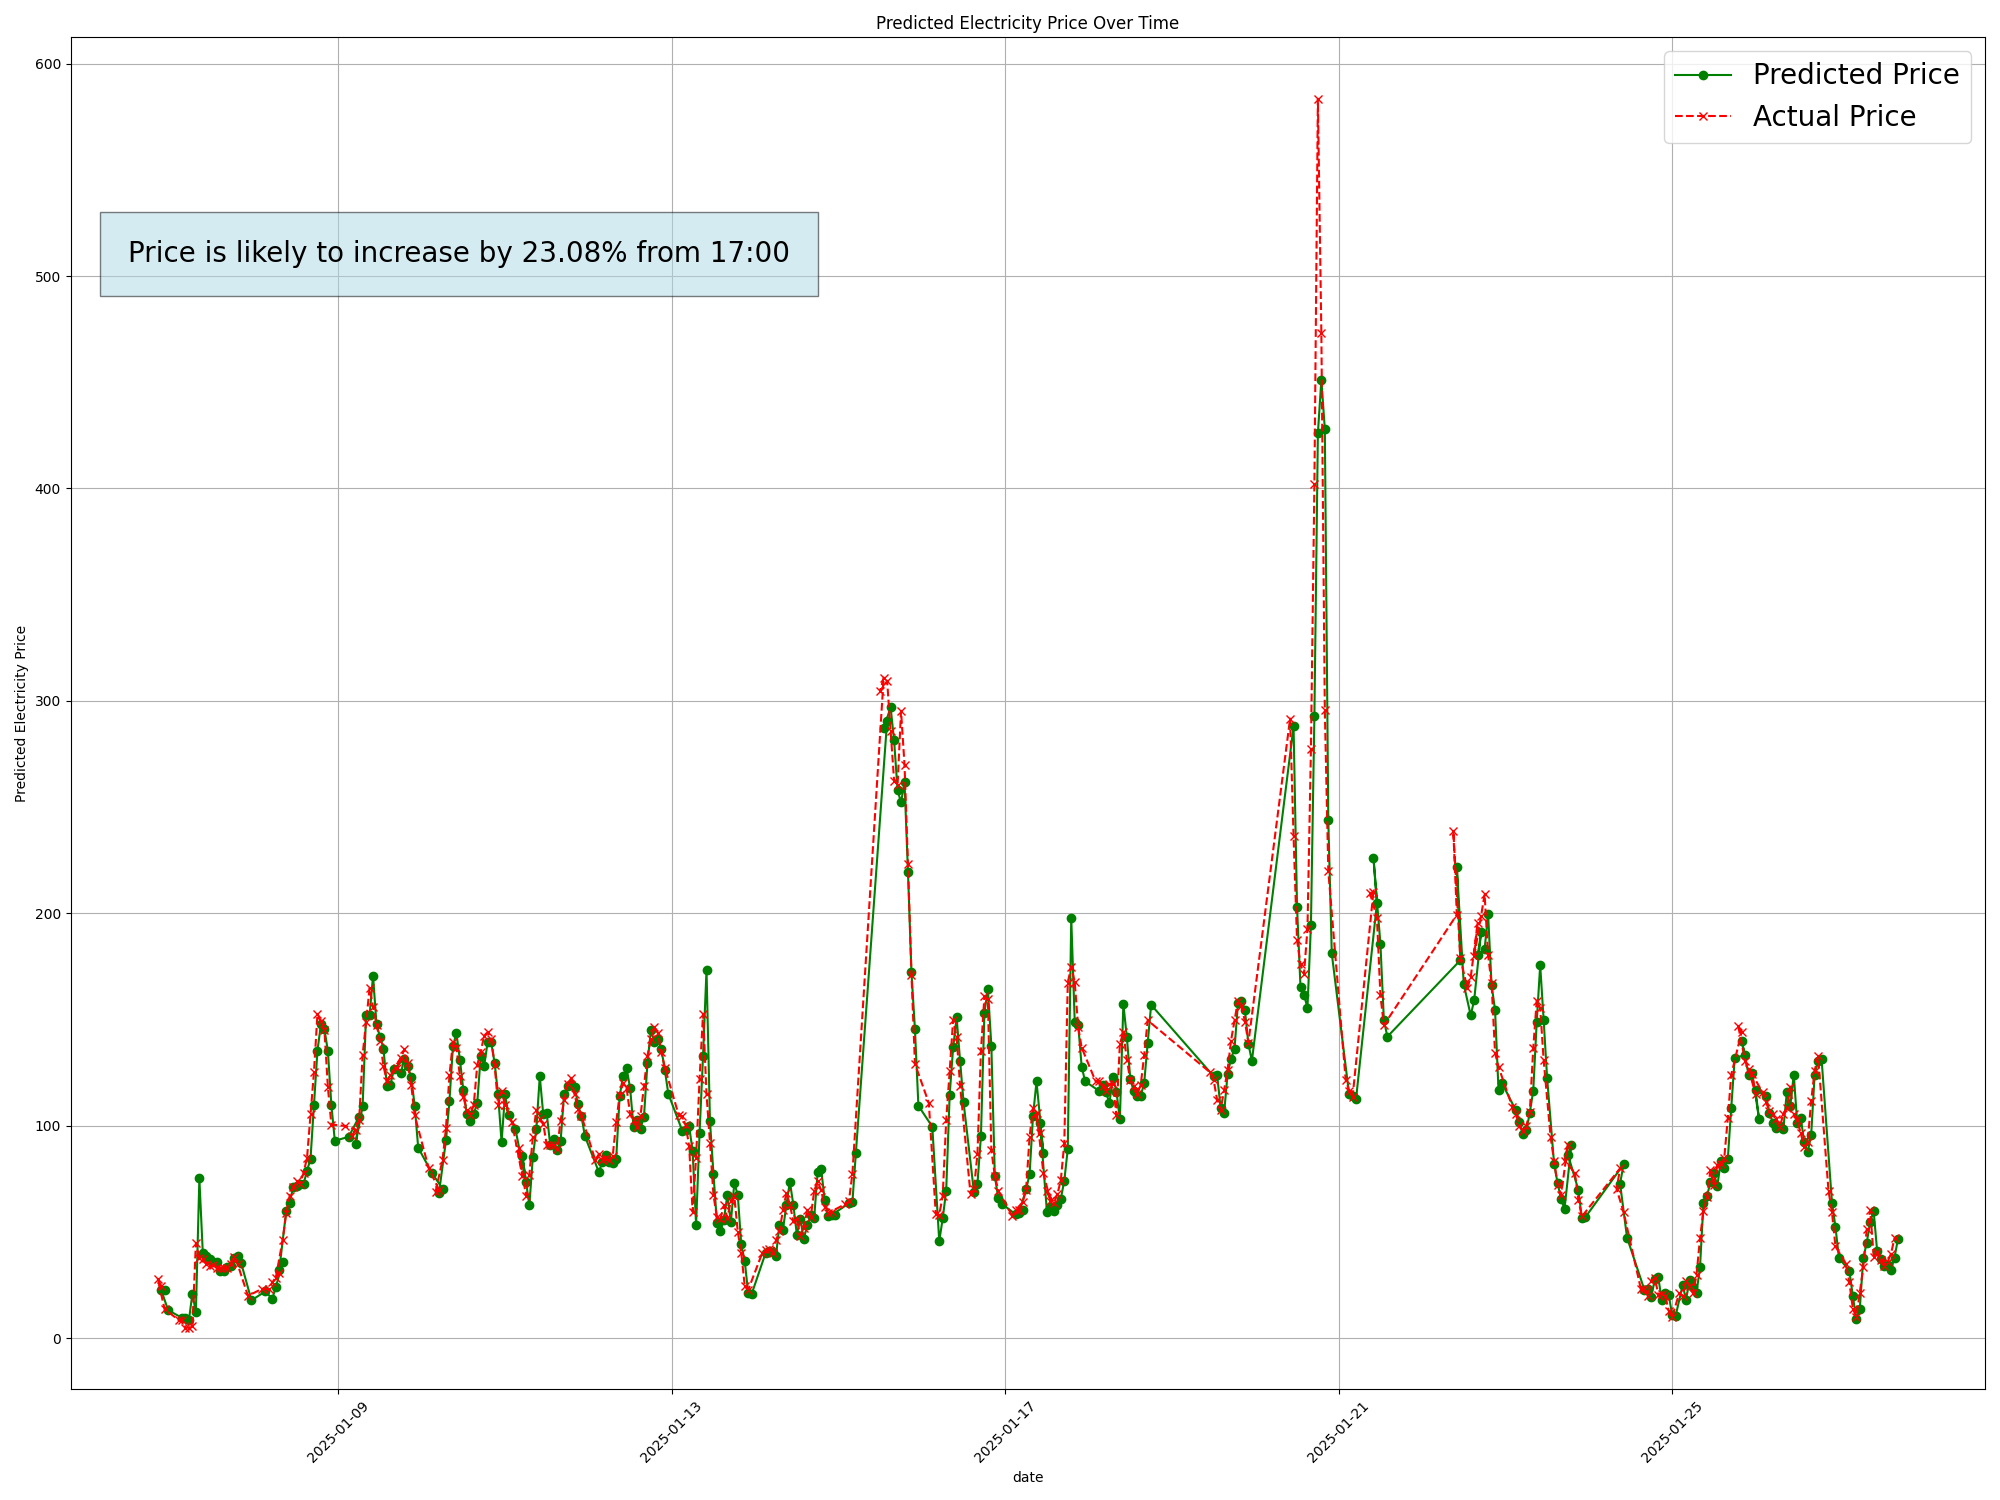 Predicted Electricity Price Over Time
Predicted Price
Actual Price
Price is likely to increase by 23.08% from 17:00
Predicted Electricity Price
600
500
400
300
200
100
0
2025-01-09
2025-01-13
2025-01-17
2025-01-21
2025-01-25
date